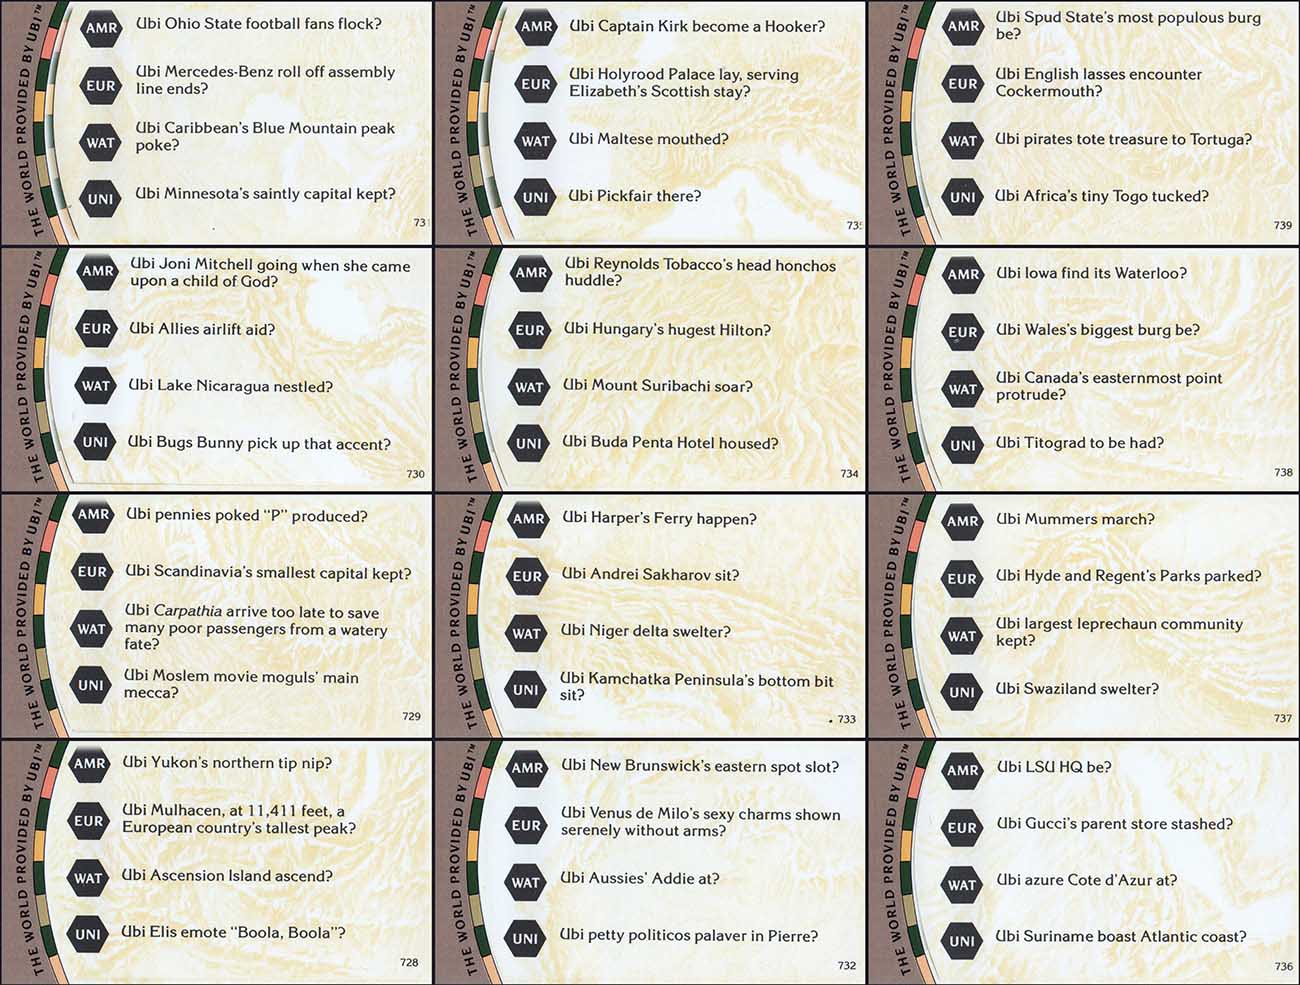 THE WORLD PROVIDED BY UBI™
AMR Ubi Ohio State football fans flock?
EUR Ubi Mercedes-Benz roll off assembly
line ends?
WAT Ubi Caribbean's Blue Mountain peak
poke?
UNI Ubi Minnesota's saintly capital kept?
73
THE WORLD PROVIDED BY UBI™
AMR Ubi Captain Kirk become a Hooker?
EUR Ubi Holyrood Palace lay, serving
Elizabeth's Scottish stay?
WAT Ubi Maltese mouthed?
UNI Ubi Pickfair there?
73
THE WORLD PROVIDED BY UBI™
AMR Ubi Spud State's most populous burg
be?
EUR Ubi English lasses encounter
Cockermouth?
WAT Ubi pirates tote treasure to Tortuga?
UNI Ubi Africa's tiny Togo tucked?
739
THE WORLD PROVIDED BY UBI™
AMR Ubi Joni Mitchell going when she came
upon a child of God?
EUR Ubi Allies airlift aid?
WAT Ubi Lake Nicaragua nestled?
UNI Ubi Bugs Bunny pick up that accent?
730
THE WORLD PROVIDED BY UBI™
AMR Ubi Reynolds Tobacco's head honchos
huddle?
EUR Ubi Hungary's hugest Hilton?
WAT Ubi Mount Suribachi soar?
UNI Ubi Buda Penta Hotel housed?
734
THE WORLD PROVIDED BY UBI™
AMR Ubi Iowa find its Waterloo?
EUR Ubi Wales's biggest burg be?
WAT Ubi Canada's easternmost point
protrude?
UNI Ubi Titograd to be had?
738
THE WORLD PROVIDED BY UBI™
AMR Ubi pennies poked "P" produced?
EUR Ubi Scandinavia's smallest capital kept?
WAT Ubi Carpathia arrive too late to save
many poor passengers from a watery
fate?
UNI Ubi Moslem movie moguls' main
mecca?
729
THE WORLD PROVIDED BY UBI™
AMR Ubi Harper's Ferry happen?
EUR Ubi Andrei Sakharov sit?
WAT Ubi Niger delta swelter?
UNI Ubi Kamchatka Peninsula's bottom bit
sit?
733
THE WORLD PROVIDED BY UBI™
AMR Ubi Mummers march?
EUR Ubi Hyde and Regent's Parks parked?
WAT Ubi largest leprechaun community
kept?
UNI Ubi Swaziland swelter?
737
THE WORLD PROVIDED BY UBI™
AMR Ubi Yukon's northern tip nip?
EUR Ubi Mulhacen, at 11,411 feet, a
European country's tallest peak?
WAT Ubi Ascension Island ascend?
UNI Ubi Elis emote "Boola, Boola"?
728
THE WORLD PROVIDED BY UBI™
AMR Ubi New Brunswick's eastern spot slot?
EUR Ubi Venus de Milo's sexy charms shown
serenely without arms?
WAT Ubi Aussies' Addie at?
UNI Ubi petty politicos palaver in Pierre?
732
THE WORLD PROVIDED BY UBI™
AMR Ubi LSU HQ be?
EUR Ubi Gucci's parent store stashed?
WAT Ubi azure Cote d'Azur at?
UNI Ubi Suriname boast Atlantic coast?
736